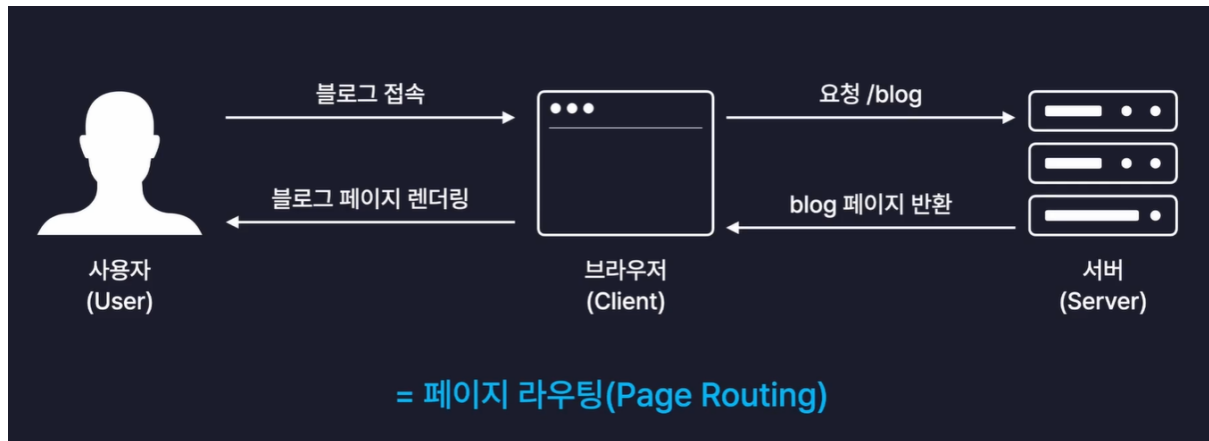 블로그 접속
요청 /blog
블로그 페이지 렌더링
blog 페이지 반환
사용자
(User)
브라우저
(Client)
서버
(Server)
= 페이지 라우팅(Page Routing)